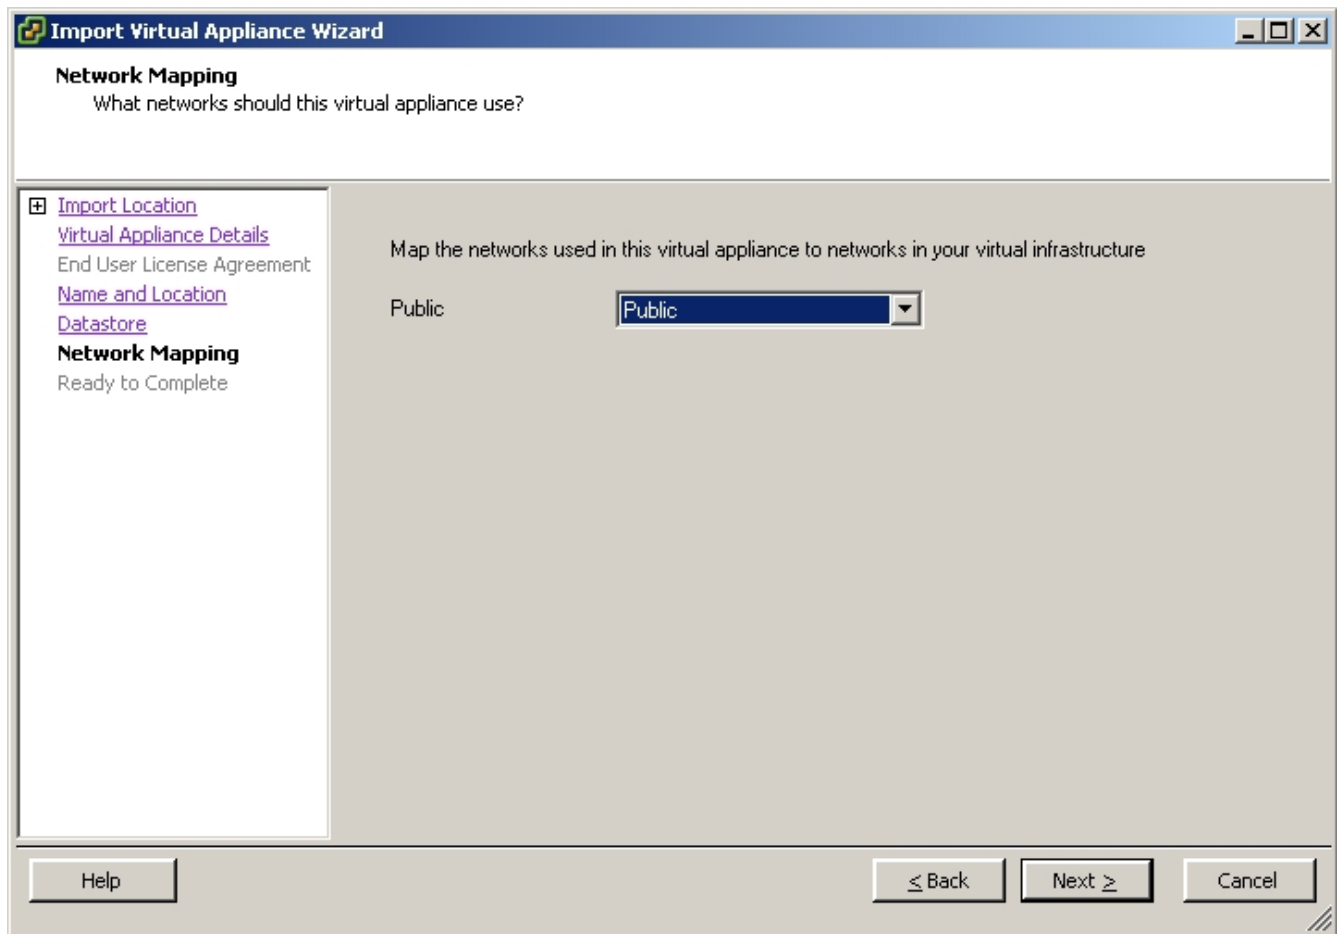 Import Virtual Appliance Wizard
Network Mapping
What networks should this virtual appliance use?
Import Location
Virtual Appliance Details
End User License Agreement
Name and Location
Datastore
Network Mapping
Ready to Complete
Map the networks used in this virtual appliance to networks in your virtual infrastructure
Public
Public
Help
≤ Back
Next ≥
Cancel